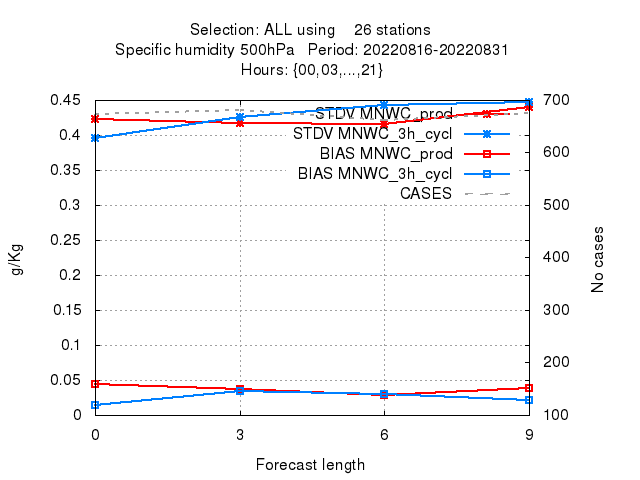 Selection: ALL using 26 stations
Specific humidity 500hPa Period: 20220816-20220831
Hours: {00,03,...,21}
0.45 700
STDV MNWC_prod
0.4 STDV MNWC_3h_cycl
BIAS MNWC_prod 600
0.35
BIAS MNWC_3h_cycl
CASES
0.3 500
0.25
g/Kg
No cases
400
0.2
0.15 300
0.1
200
0.05
0 100
0 3 6 9
Forecast length